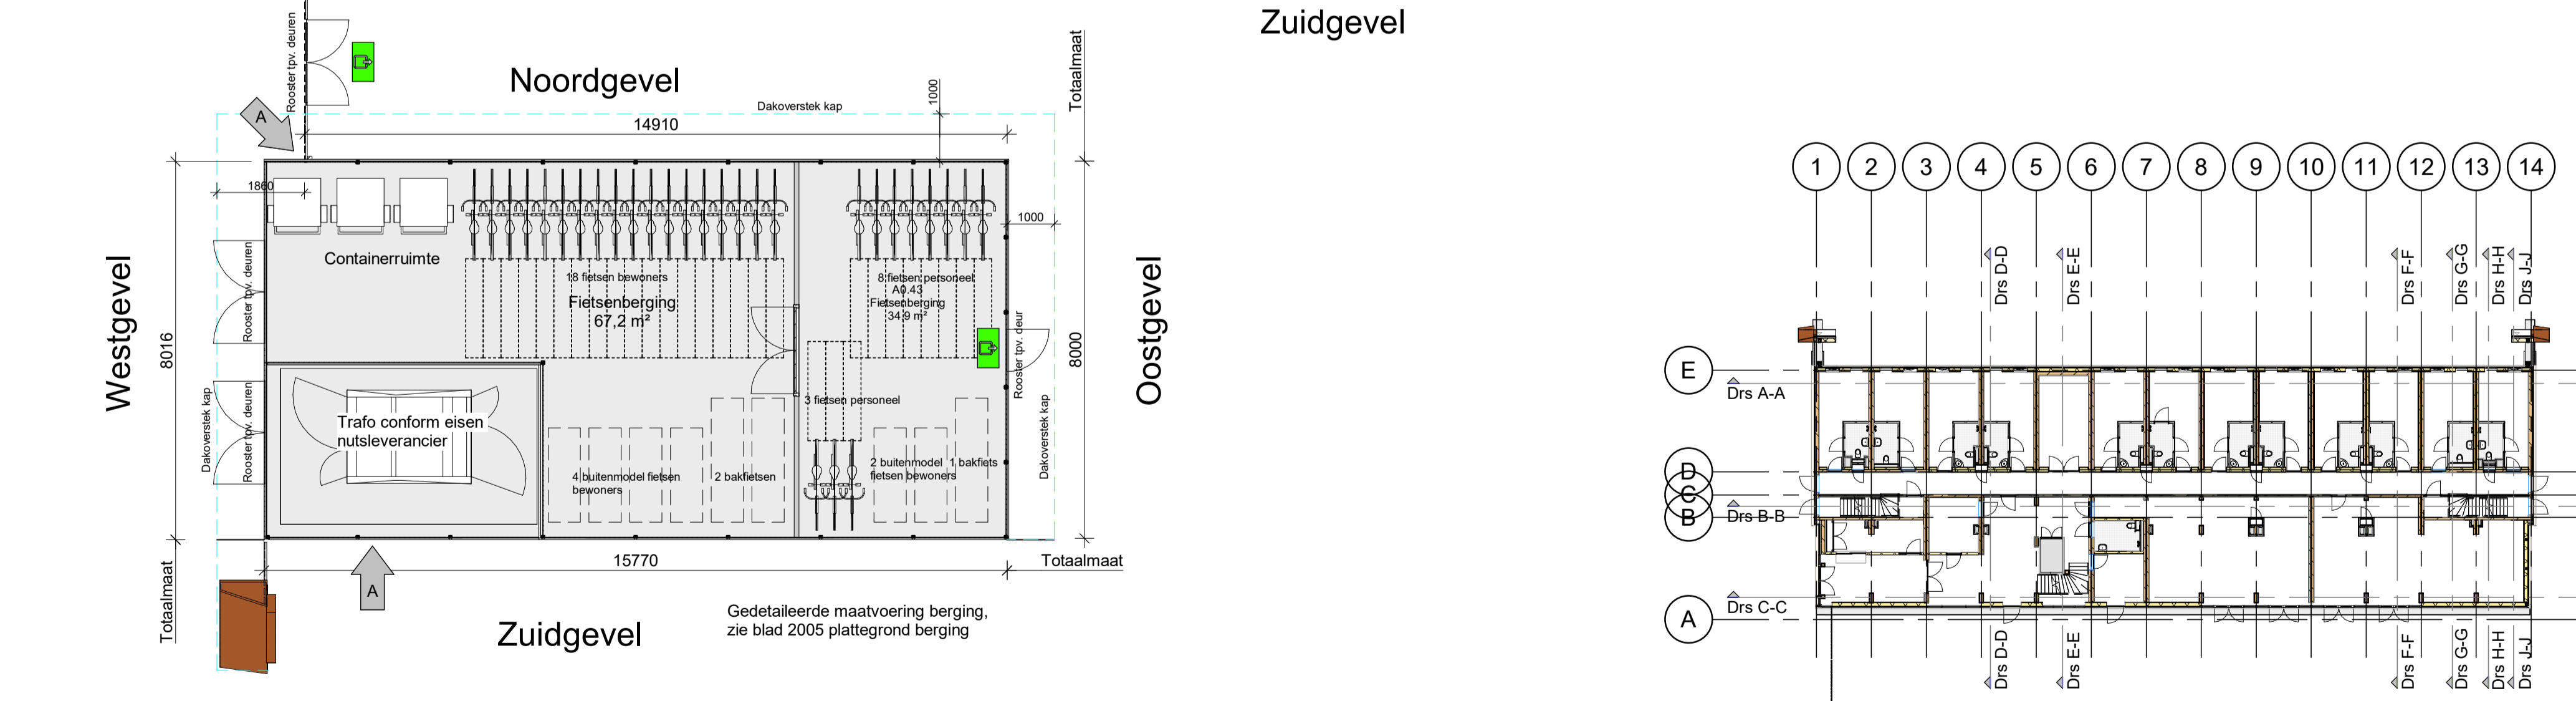 Zuidgevel
Rooster tpv. deuren
Noordgevel
Totaalmaat
1000
Dakoverstek kap
A
14910
1860
1000
Containerruimte
Westgevel
8016
Rooster tpv. deuren
18 fietsen bewoners
Fietsenberging
67,2 m²
8 fietsen personeel
A0.43
Fietsenberging
34,9 m²
Rooster tpv. deur
8000
Oostgevel
Dakoverstek kap
Rooster tpv. deuren
Trafo conform eisen
nutsleverancier
3 fietsen personeel
4 buitenmodel fietsen
bewoners
2 bakfietsen
2 buitenmodel
fietsen bewoners
1 bakfiets
Dakoverstek kap
15770
Totaalmaat
Totaalmaat
A
Zuidgevel
Gedetaileerde maatvoering berging,
zie blad 2005 plattegrond berging
1 2 3 4 5 6 7 8 9 10 11 12 13 14
Drs D-D
Drs E-E
Drs F-F
Drs G-G
Drs H-H
Drs J-J
E
Drs A-A
D
C
B
Drs B-B
Drs C-C
A
Drs D-D
Drs E-E
Drs F-F
Drs G-G
Drs H-H
Drs J-J